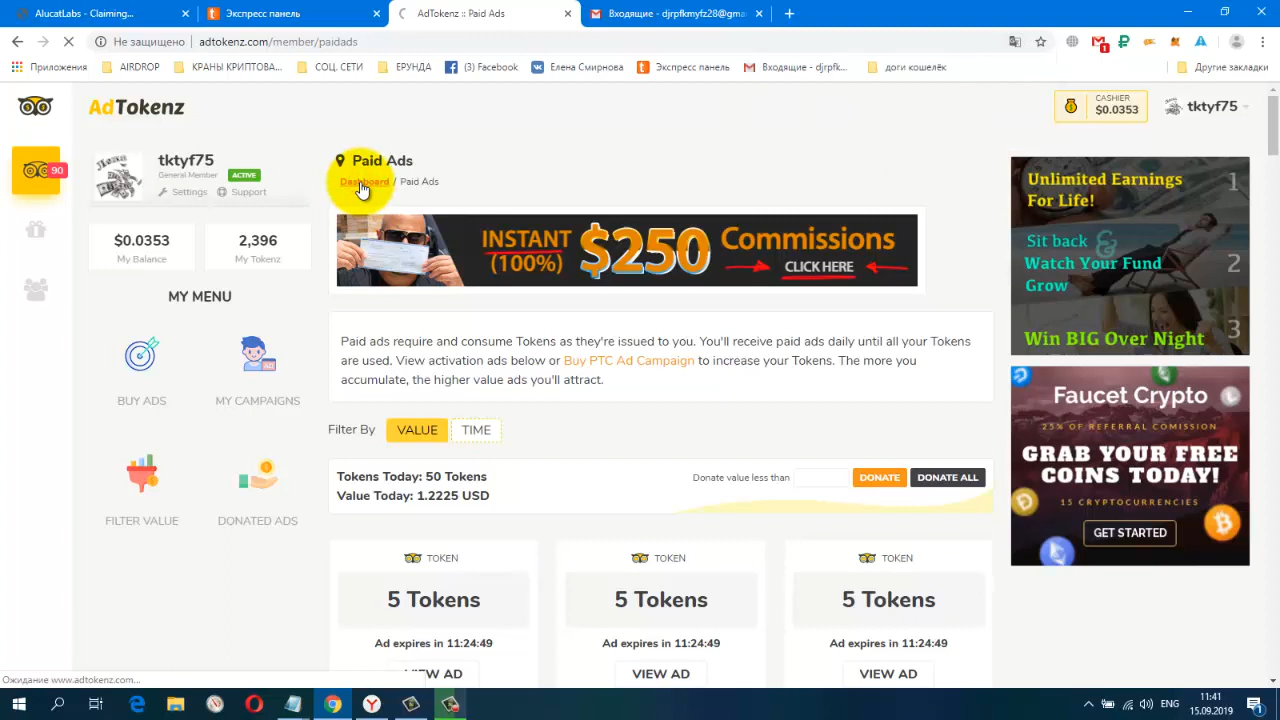 AlucatLabs - Claiming...
Экспресс панель
AdTokenz :: Paid Ads
Входящие - djrpfkmyfz28@gma
Не защищено
adtokenz.com/member/paidads
1
Приложения
AIRDROP
КРАНЫ КРИПТОВА...
СОЦ. СЕТИ
ЕРУНДА
(3) Facebook
Елена Смирнова
Экспресс панель
Входящие - djrpfk...
доги кошелёк
Другие закладки
AdTokenz
CASHIER
$0.0353
tktyf75
90
tktyf75
General Member
ACTIVE
Settings
Support
$0.0353
My Balance
2,396
My Tokenz
MY MENU
BUY ADS
MY CAMPAIGNS
FILTER VALUE
DONATED ADS
Paid Ads
Dashboard / Paid Ads
INSTANT
(100%)
$250
Commissions
CLICK HERE
Paid ads require and consume Tokens as they're issued to you. You'll receive paid ads daily until all your Tokens
are used. View activation ads below or Buy PTC Ad Campaign to increase your Tokens. The more you
accumulate, the higher value ads you'll attract.
Filter By
VALUE
TIME
Tokens Today: 50 Tokens
Value Today: 1.2225 USD
Donate value less than
DONATE
DONATE ALL
TOKEN
5 Tokens
Ad expires in 11:24:49
VIEW AD
TOKEN
5 Tokens
Ad expires in 11:24:49
VIEW AD
TOKEN
5 Tokens
Ad expires in 11:24:49
VIEW AD
Unlimited Earnings
For Life!
1
Sit back &
Watch Your Fund
Grow
2
Win BIG Over Night
3
Faucet Crypto
25% OF REFERRAL COMISSION
GRAB YOUR FREE
COINS TODAY!
15 CRYPTOCURRENCIES
GET STARTED
Ожидание www.adtokenz.com...
ENG
11:41
15.09.2019
1